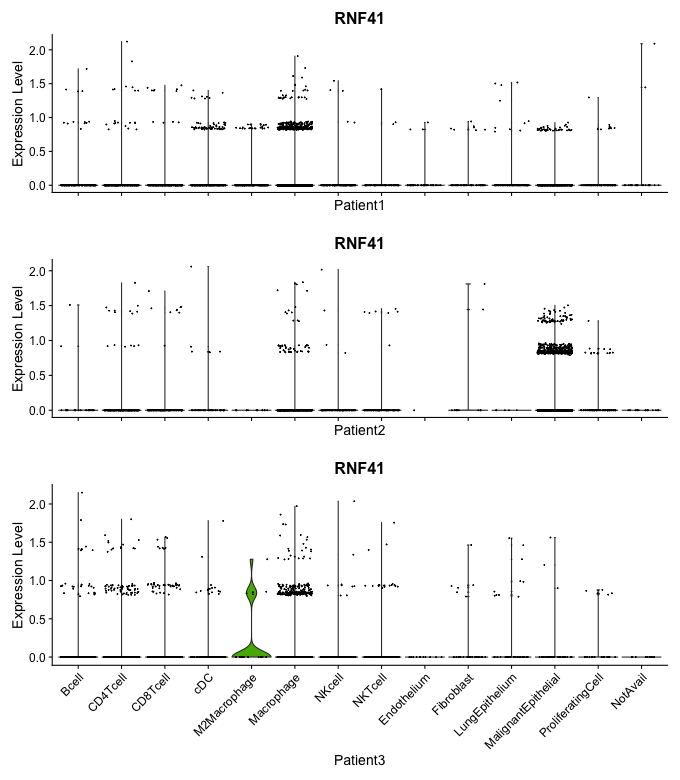 RNF41
Expression Level
2.0
1.5
1.0
0.5
0.0
Patient1
RNF41
Expression Level
2.0
1.5
1.0
0.5
0.0
Patient2
RNF41
Expression Level
2.0
1.5
1.0
0.5
0.0
Bcell
CD4Tcell
CD8Tcell
cDC
M2Macrophage
Macrophage
NKcell
NKTcell
Endothelium
Fibroblast
LungEpithelium
MalignantEpithelial
ProliferatingCell
NotAvail
Patient3